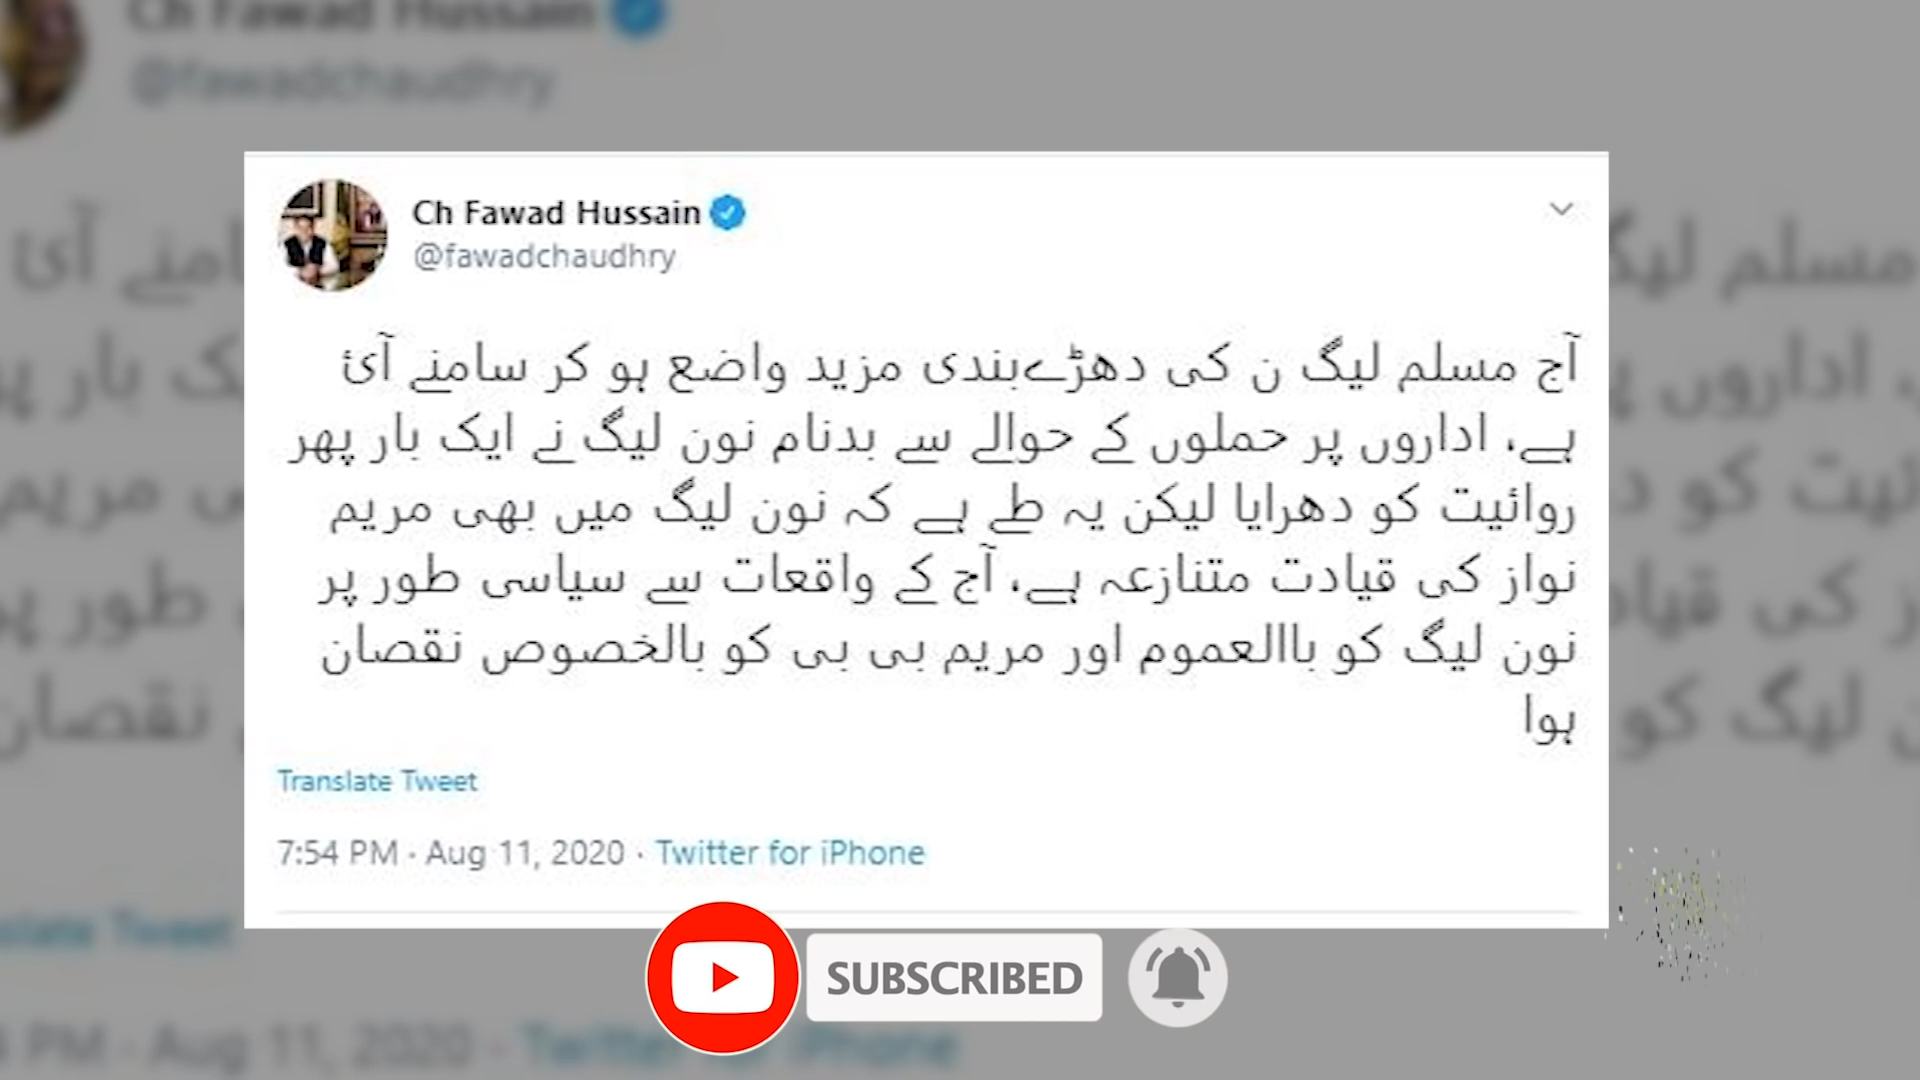 Ch Fawad Hussain
@fawadchaudhry
آج مسلم لیگ ن کی دھڑےبندی مزید واضع ہو کر سامنے آئ
ہے، اداروں پر حملوں کے حوالے سے بدنام نون لیگ نے ایک بار پھر
روائیت کو دھرایا لیکن یہ طے ہے کہ نون لیگ میں بھی مریم
نواز کی قیادت متنازعہ ہے، آج کے واقعات سے سیاسی طور پر
نون لیگ کو باالعموم اور مریم بی بی کو بالخصوص نقصان
ہوا
Translate Tweet
7:54 PM · Aug 11, 2020 · Twitter for iPhone
SUBSCRIBED